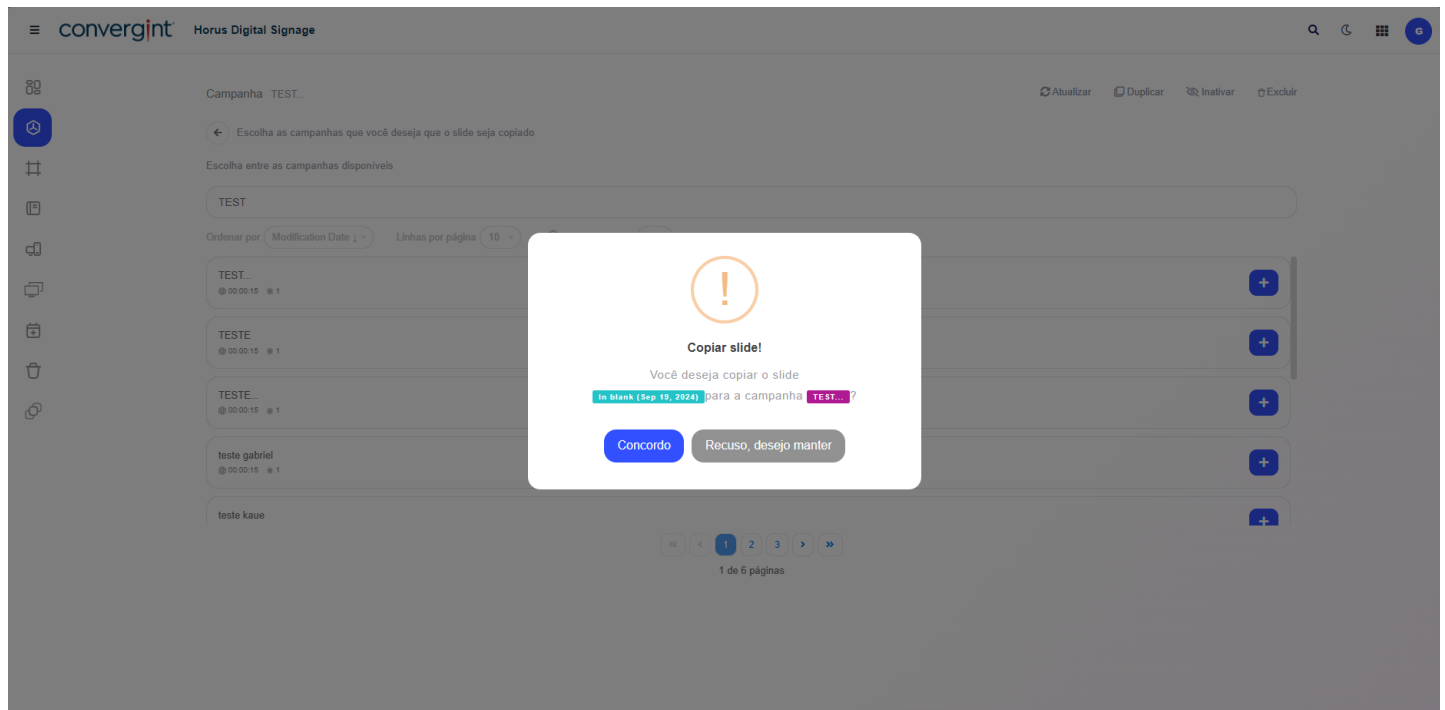 convergint Horus Digital Signage G
Campanha TEST... Atualizar Duplicar Inativar Excluir
Escolha as campanhas que você deseja que o slide seja copiado
Escolha entre as campanhas disponíveis
TEST
Ordenar por Modification Date ↓ Linhas por página 10
TEST...
00:00:15 1
TESTE
00:00:15 1
TESTE...
00:00:15 1
teste gabriel
00:00:15 1
teste kaue
!
Copiar slide!
Você deseja copiar o slide
In blank (Sep 19, 2024) para a campanha TEST... ?
Concordo Recuso, desejo manter
« < 1 2 3 > »
1 de 6 páginas